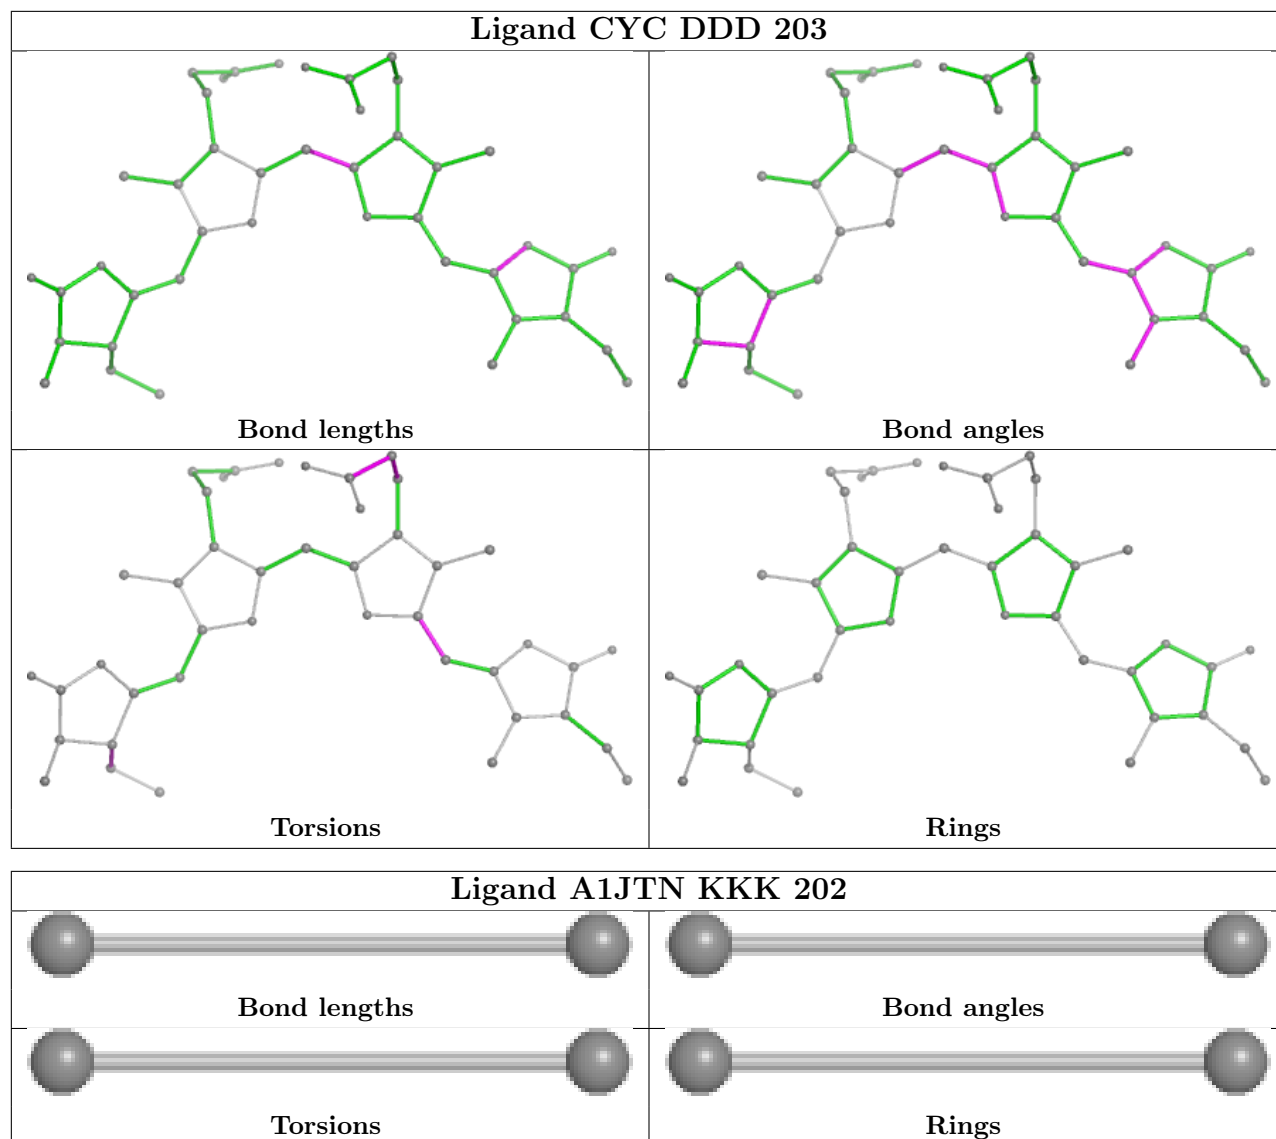 Ligand CYC DDD 203
Bond lengths
Bond angles
Torsions
Rings
Ligand A1JTN KKK 202
Bond lengths
Bond angles
Torsions
Rings